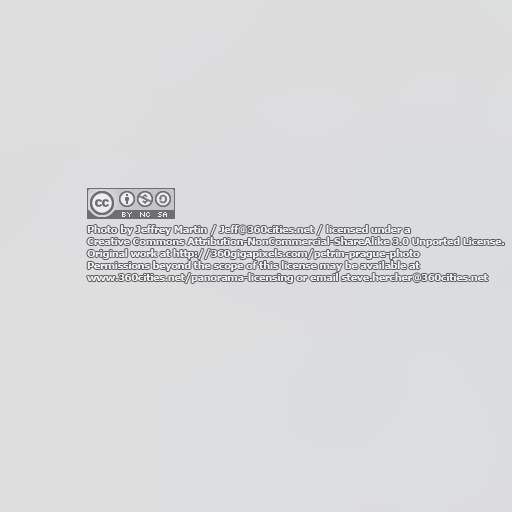 cc
BY NC SA
Photo by Jeffrey Martin / Jeff@360cities.net / licensed under a
Creative Commons Attribution-NonCommercial-ShareAlike 3.0 Unported License.
Original work at http://360gigapixels.com/petrin-prague-photo
Permissions beyond the scope of this license may be available at
www.360cities.net/panorama-licensing or email steve.hercher@360cities.net